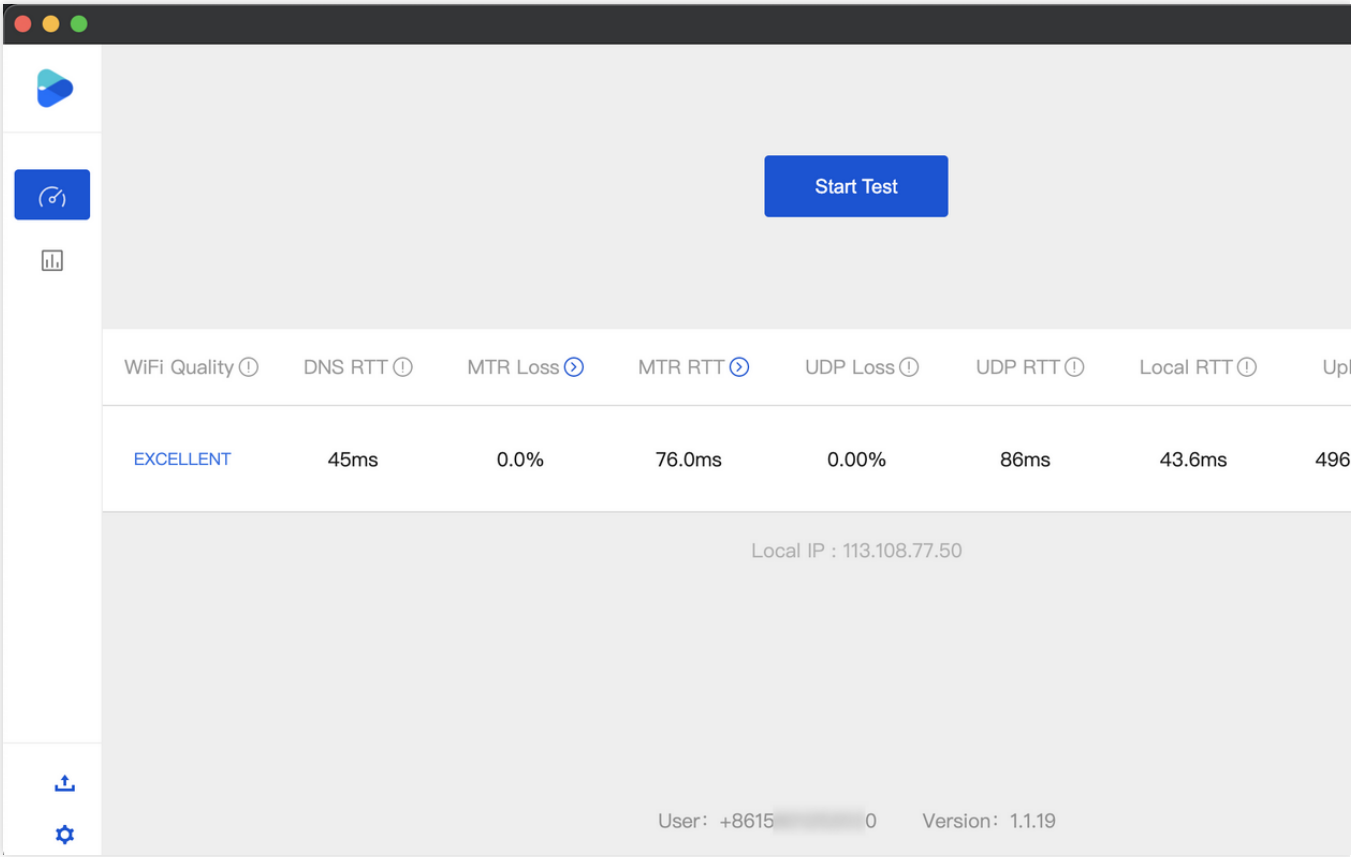 Start Test
WiFi Quality DNS RTT MTR Loss MTR RTT UDP Loss UDP RTT Local RTT
EXCELLENT 45ms 0.0% 76.0ms 0.00% 86ms 43.6ms 496
Local IP : 113.108.77.50
User: +8615 0 Version: 1.1.19